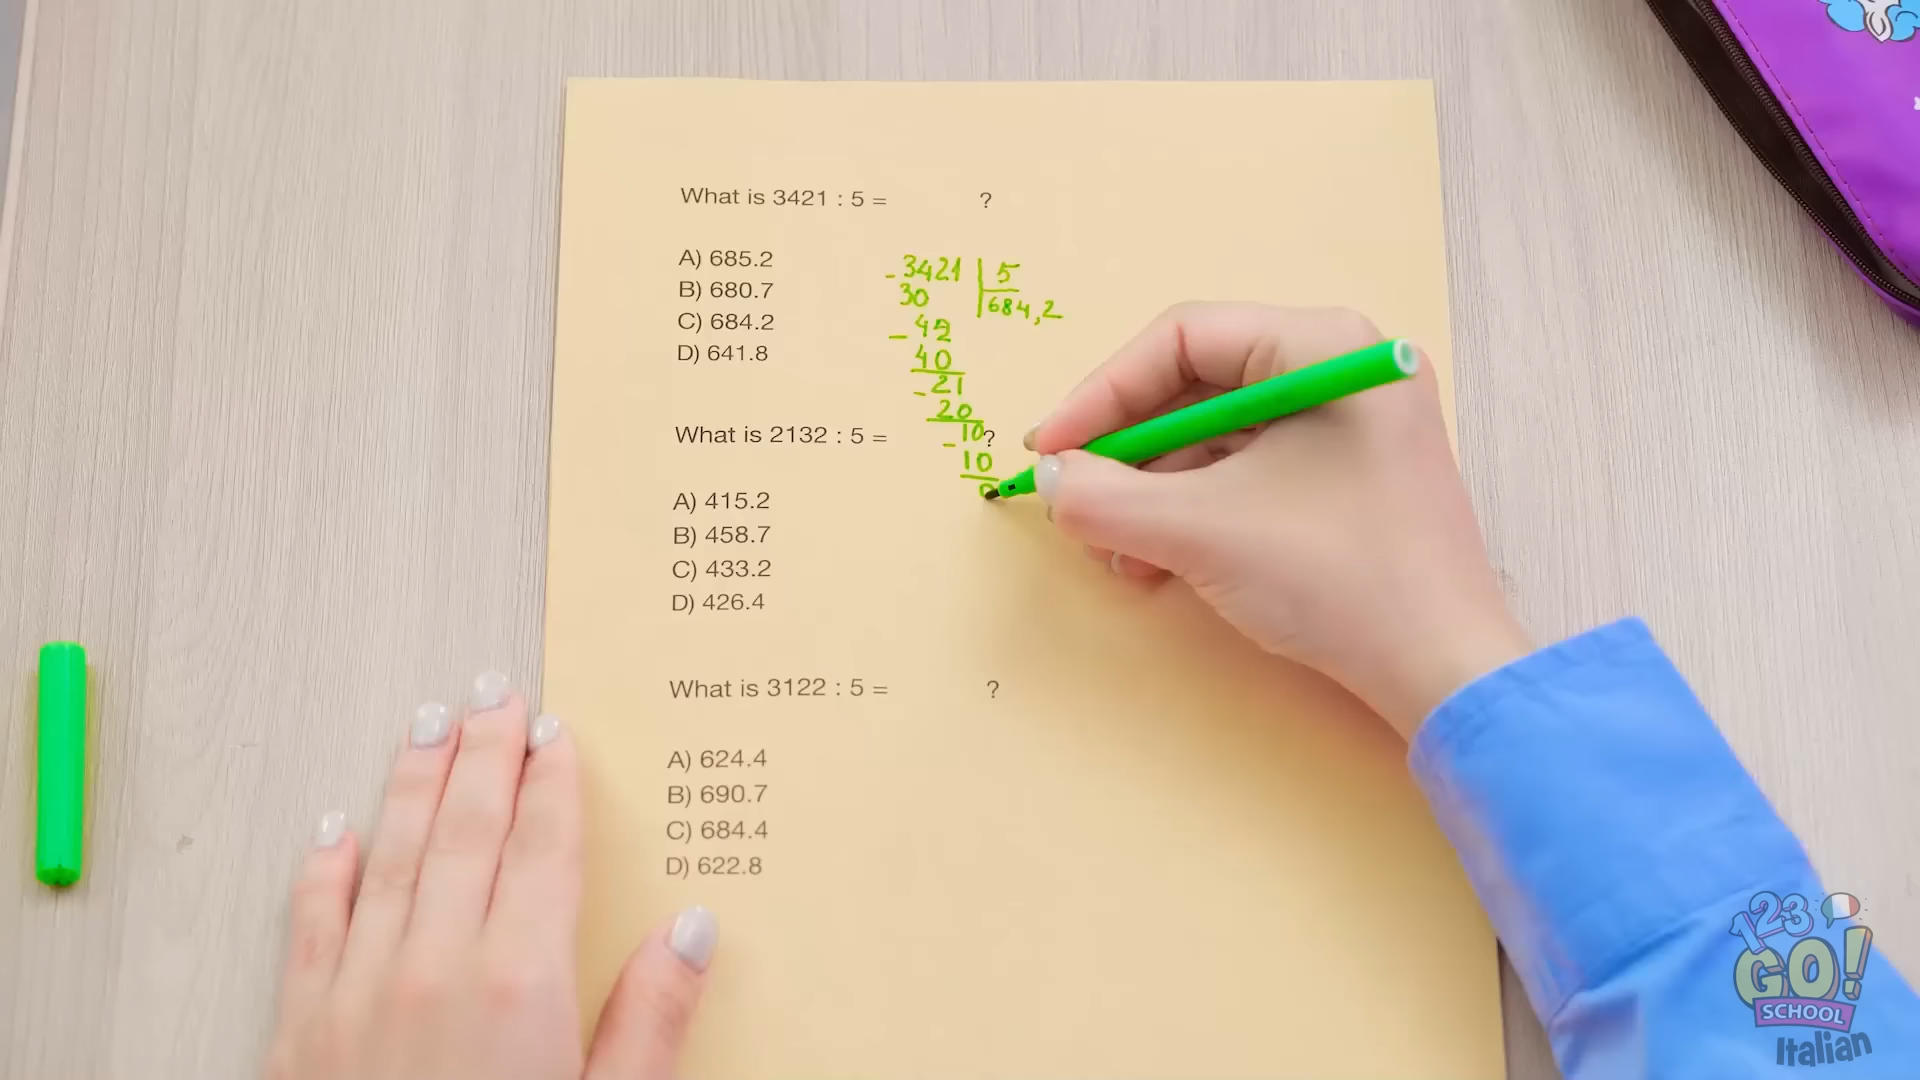 What is 3421 : 5 = ?
A) 685.2
B) 680.7
C) 684.2
D) 641.8
- 3421 | 5
30 684,2
- 42
40
- 21
20
- 10
10
0
What is 2132 : 5 = ?
A) 415.2
B) 458.7
C) 433.2
D) 426.4
What is 3122 : 5 = ?
A) 624.4
B) 690.7
C) 684.4
D) 622.8
123
GO!
SCHOOL
Italian